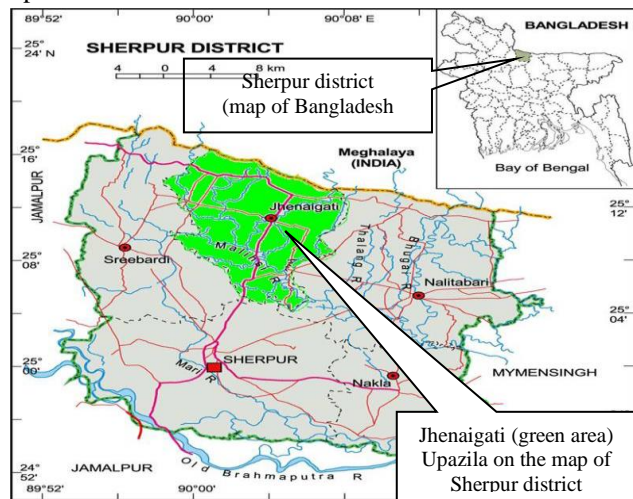 89° 52' 90° 00' 90° 08' E
BANGLADESH
25°
24' N
SHERPUR DISTRICT
4 0 4 8 km
Sherpur district
(map of Bangladesh
Bay of Bengal
25°
16'
JAMALPUR
Meghalaya
(INDIA)
Jhenaigati
25°
12'
25°
08'
Sreebardi
Nalitabari
25°
04'
SHERPUR
Nakla
MYMENSINGH
Jhenaigati (green area)
Upazila on the map of
Sherpur district
24°
52'
JAMALPUR
Old Brahmaputra R
89° 52' 90° 00'